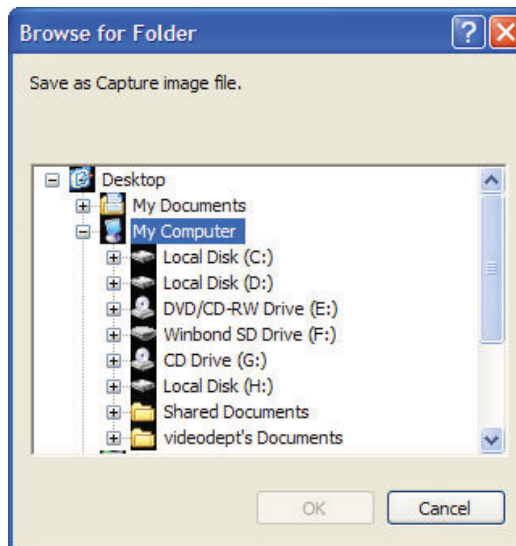 Browse for Folder
Save as Capture image file.
Desktop
My Documents
My Computer
Local Disk (C:)
Local Disk (D:)
DVD/CD-RW Drive (E:)
Winbond SD Drive (F:)
CD Drive (G:)
Local Disk (H:)
Shared Documents
videodept's Documents
OK Cancel